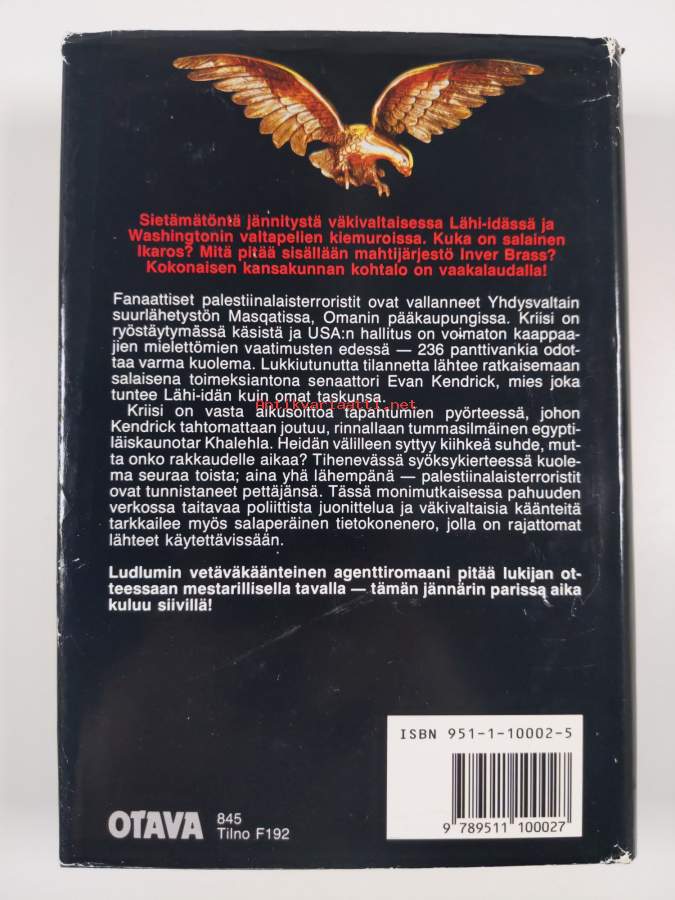 Sietämätöntä jännitystä väkivaltaisessa Lähi-idässä ja
Washingtonin valtapelien kiemuroissa. Kuka on salainen
Ikaros? Mitä pitää sisällään mahtijärjestö Inver Brass?
Kokonaisen kansakunnan kohtalo on vaakalaudalla!
Fanaattiset palestiinalaisterroristit ovat vallanneet Yhdysvaltain
suurlähetystön Masqatissa, Omanin pääkaupungissa. Kriisi on
ryöstäytymässä käsistä ja USA:n hallitus on voimaton kaappaa-
jien mielettömien vaatimusten edessä — 236 panttivankia odot-
taa varma kuolema. Lukkiutunutta tilannetta lähtee ratkaisemaan
salaisena toimeksiantona senaattori Evan Kendrick, mies joka
tuntee Lähi-idän kuin omat taskunsa.
Antikvariaatti.net
Kriisi on vasta alkusoittoa tapahtumien pyörteessä, johon
Kendrick tahtomattaan joutuu, rinnallaan tummasilmäinen egypti-
läiskaunotar Khalehla. Heidän välilleen syttyy kiihkeä suhde, mut-
ta onko rakkaudelle aikaa? Tihenevässä syöksykierteessä kuole-
ma seuraa toista; aina yhä lähempänä — palestiinalaisterroristit
ovat tunnistaneet pettäjänsä. Tässä monimutkaisessa pahuuden
verkossa taitavaa poliittista juonittelua ja väkivaltaisia käänteitä
tarkkailee myös salaperäinen tietokonenero, jolla on rajattomat
lähteet käytettävissään.
Ludlumin vetäväkäänteinen agenttiromaani pitää lukijan ot-
teessaan mestarillisella tavalla — tämän jännärin parissa aika
kuluu siivillä!
ISBN 951-1-10002-5
9 789511 100027
OTAVA
845
Tilno F192